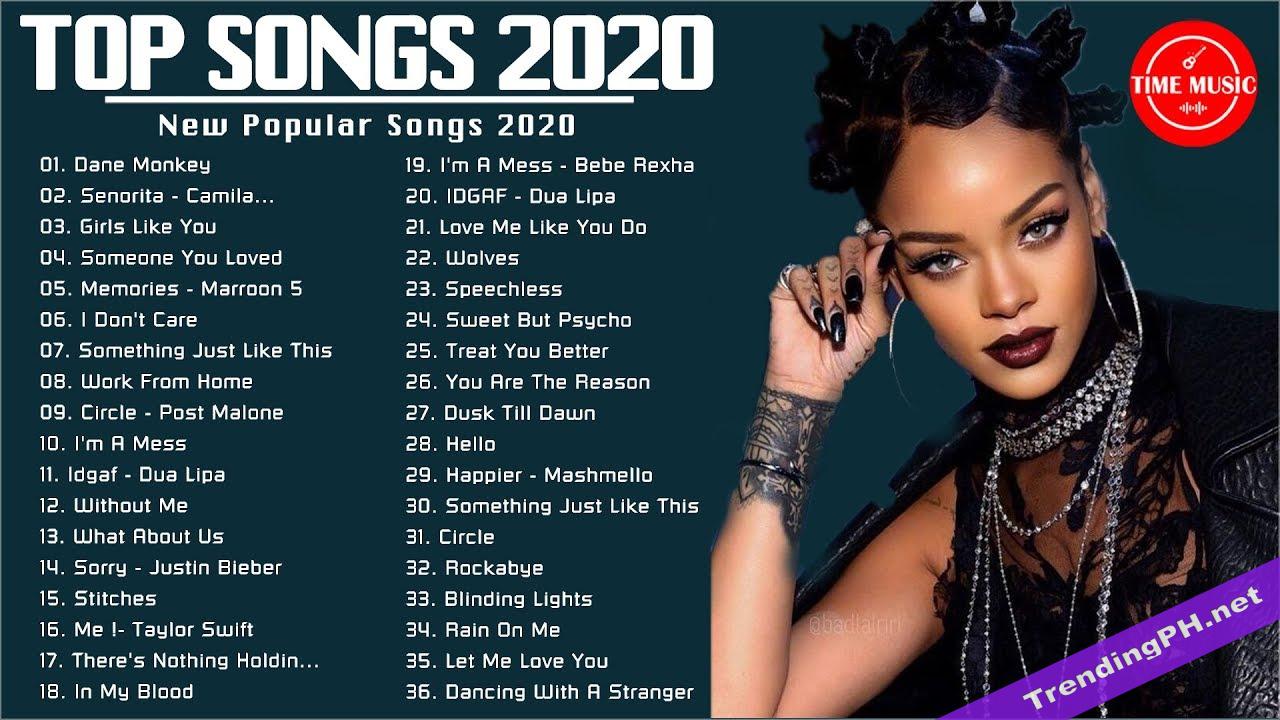 TOP SONGS 2020
New Popular Songs 2020
01. Dane Monkey
02. Senorita - Camila...
03. Girls Like You
04. Someone You Loved
05. Memories - Marroon 5
06. I Don't Care
07. Something Just Like This
08. Work From Home
09. Circle - Post Malone
10. I'm A Mess
11. Idgaf - Dua Lipa
12. Without Me
13. What About Us
14. Sorry - Justin Bieber
15. Stitches
16. Me !- Taylor Swift
17. There's Nothing Holdin...
18. In My Blood
19. I'm A Mess - Bebe Rexha
20. IDGAF - Dua Lipa
21. Love Me Like You Do
22. Wolves
23. Speechless
24. Sweet But Psycho
25. Treat You Better
26. You Are The Reason
27. Dusk Till Dawn
28. Hello
29. Happier - Mashmello
30. Something Just Like This
31. Circle
32. Rockabye
33. Blinding Lights
34. Rain On Me
35. Let Me Love You
36. Dancing With A Stranger
TIME MUSIC
TrendingPH.net